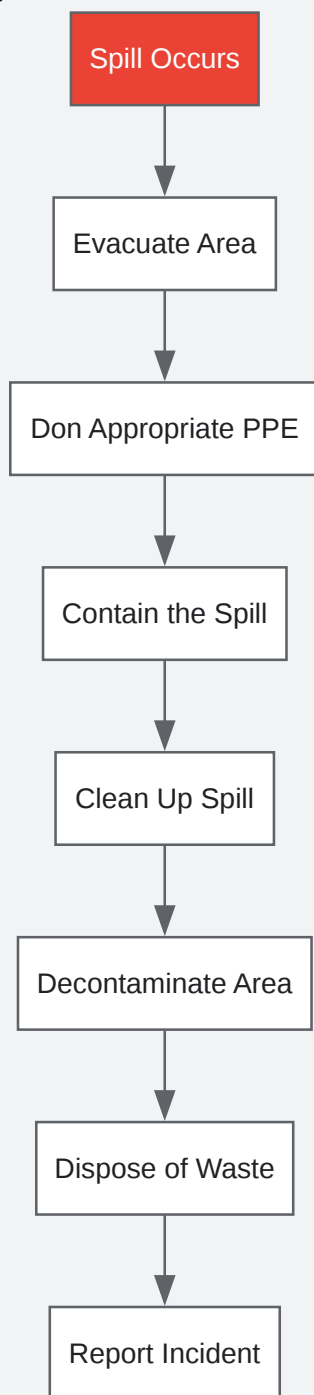 Spill Occurs
Evacuate Area
Don Appropriate PPE
Contain the Spill
Clean Up Spill
Decontaminate Area
Dispose of Waste
Report Incident